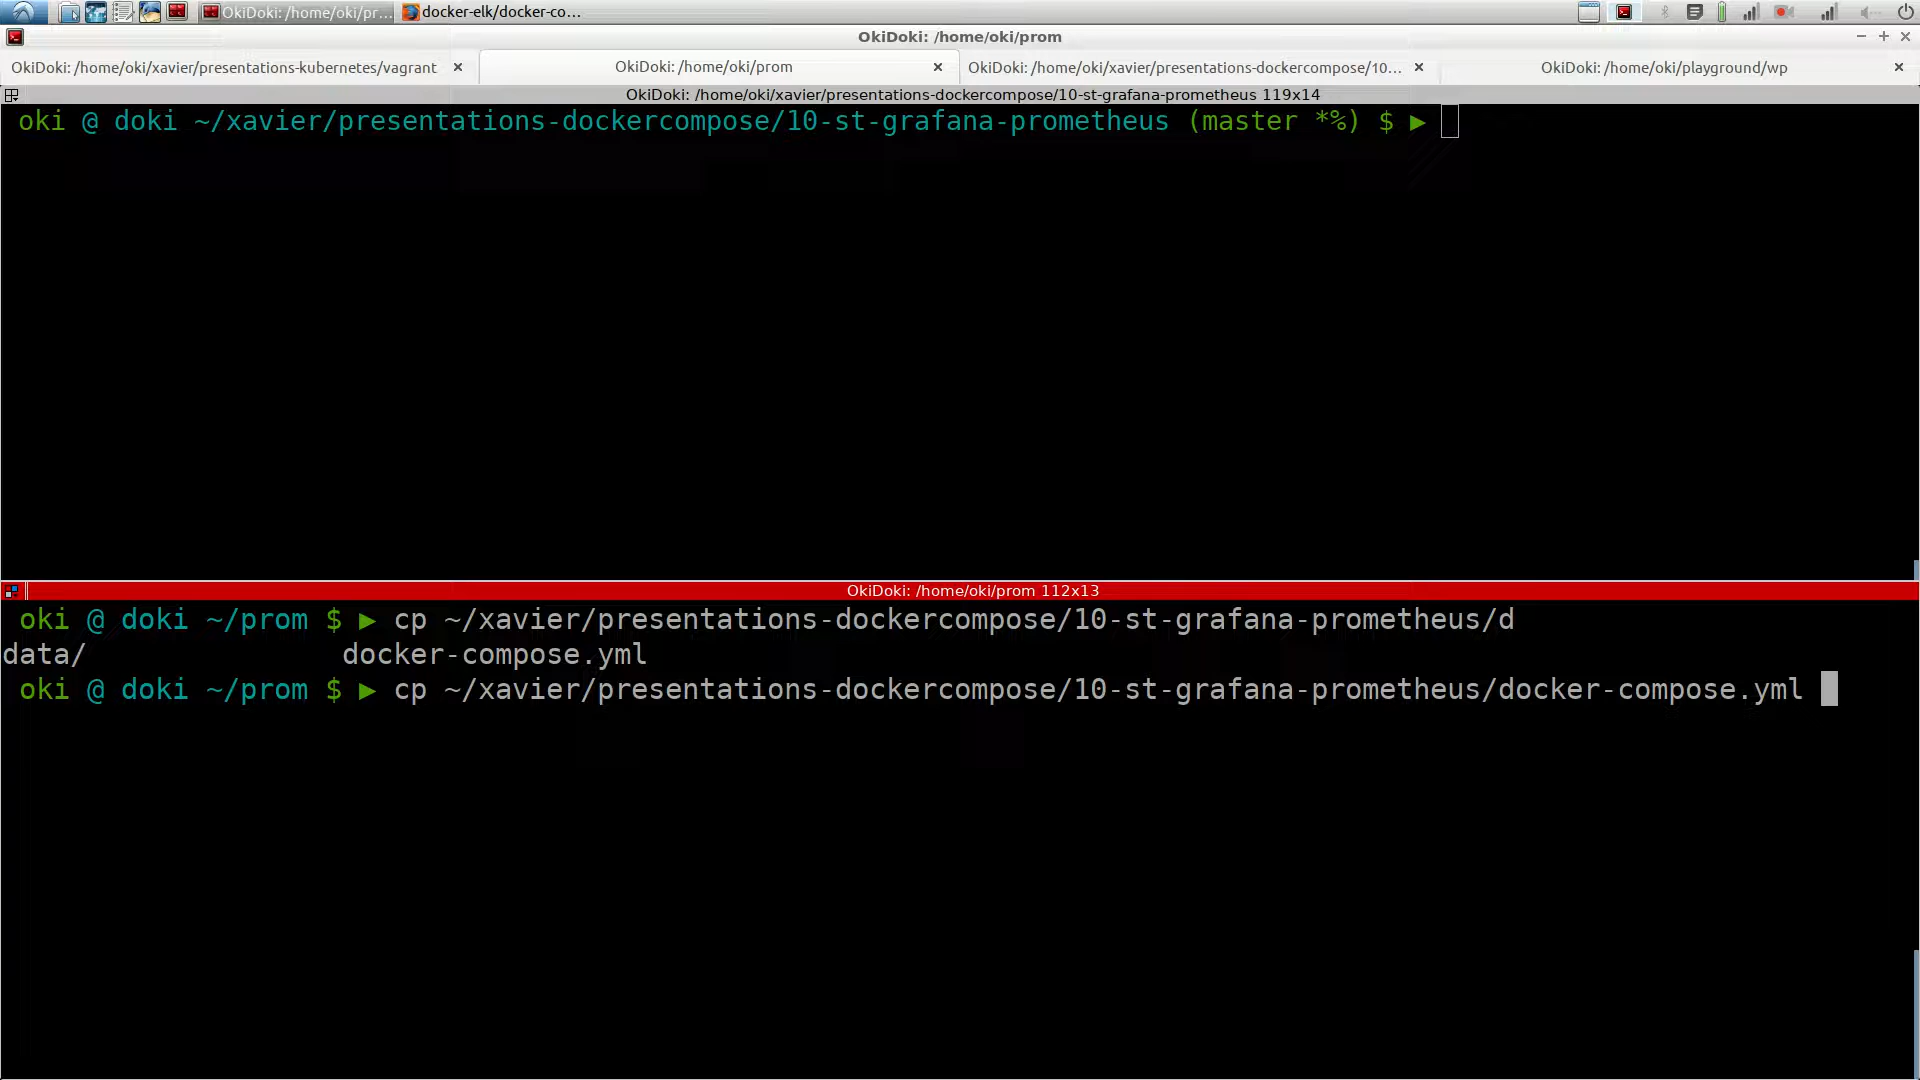 OkiDoki: /home/oki/pr...
docker-elk/docker-co...
OkiDoki: /home/oki/prom
OkiDoki: /home/oki/xavier/presentations-kubernetes/vagrant
OkiDoki: /home/oki/prom
OkiDoki: /home/oki/xavier/presentations-dockercompose/10...
OkiDoki: /home/oki/playground/wp
OkiDoki: /home/oki/xavier/presentations-dockercompose/10-st-grafana-prometheus 119x14
oki @ doki ~/xavier/presentations-dockercompose/10-st-grafana-prometheus (master *%) $ ▶
OkiDoki: /home/oki/prom 112x13
oki @ doki ~/prom $ ▶ cp ~/xavier/presentations-dockercompose/10-st-grafana-prometheus/d
data/ docker-compose.yml
oki @ doki ~/prom $ ▶ cp ~/xavier/presentations-dockercompose/10-st-grafana-prometheus/docker-compose.yml